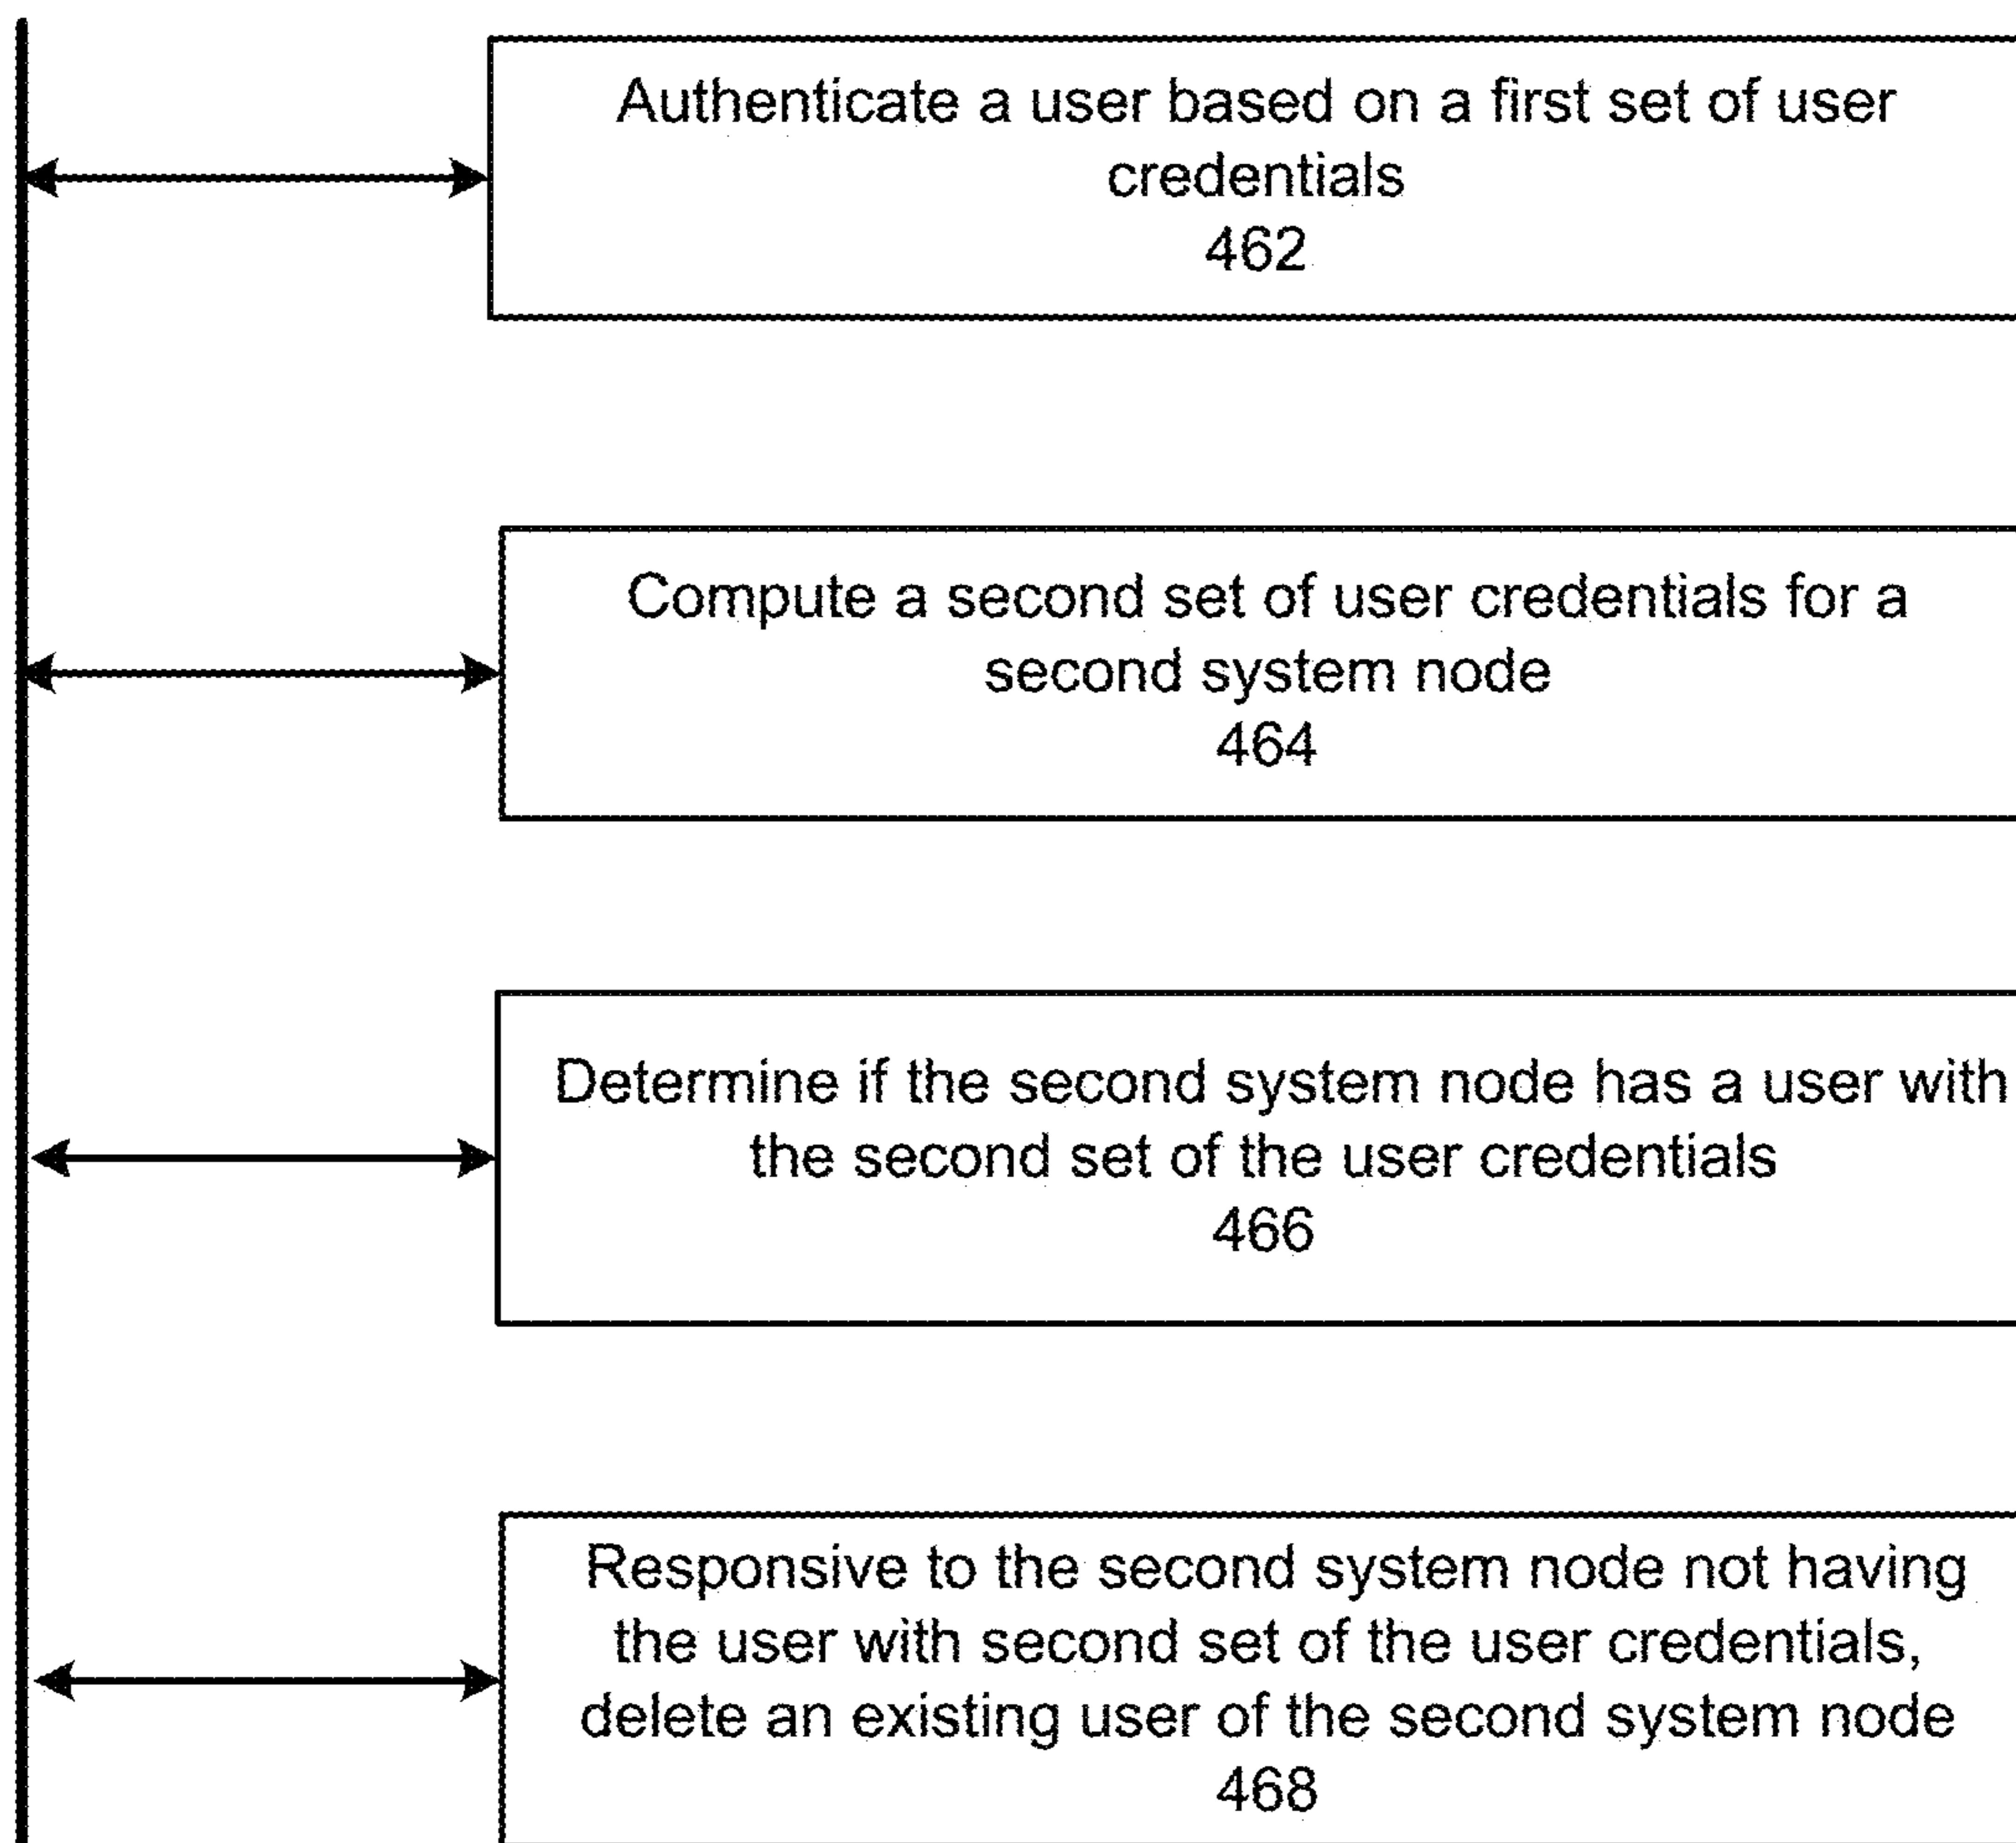 Authenticate a user based on a first set of user
credentials
462
Compute a second set of user credentials for a
second system node
464
Determine if the second system node has a user with
the second set of the user credentials
466
Responsive to the second system node not having
the user with second set of the user credentials,
delete an existing user of the second system node
468